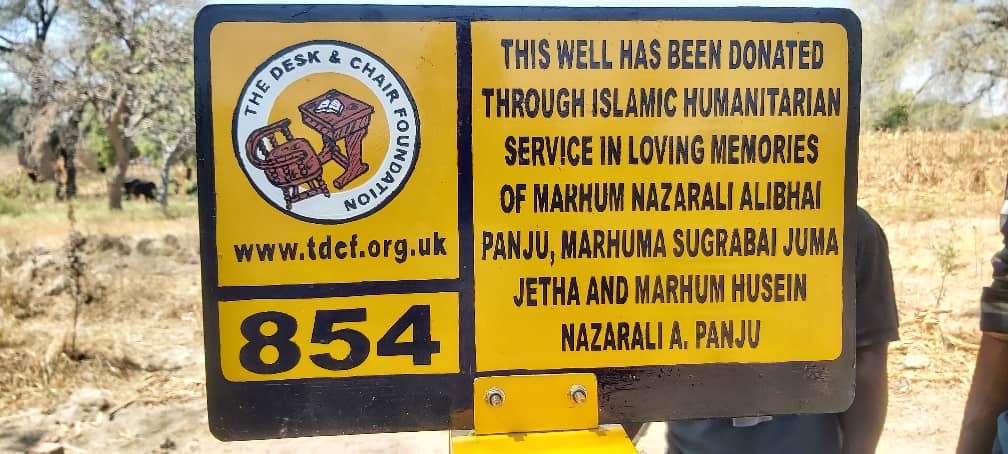 THE DESK & CHAIR FOUNDATION
www.tdcf.org.uk
854
THIS WELL HAS BEEN DONATED
THROUGH ISLAMIC HUMANITARIAN
SERVICE IN LOVING MEMORIES
OF MARHUM NAZARALI ALIBHAI
PANJU, MARHUMA SUGRABAI JUMA
JETHA AND MARHUM HUSEIN
NAZARALI A. PANJU